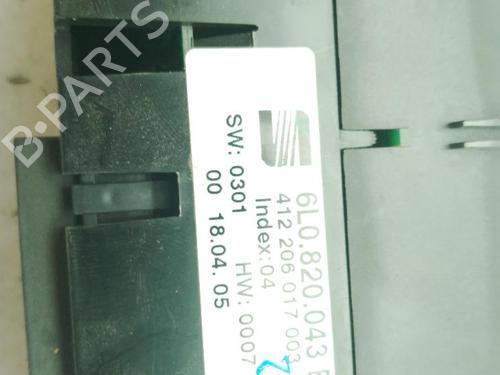 6L0.820.043
412 206 017 003
Index:04
SW: 0301 HW: 0007
00 18.04.05
B-PARTS